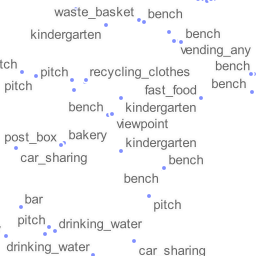 waste_basket
bench
kindergarten
bench
vending_any
bench
tch
pitch
recycling_clothes
pitch
fast_food
bench
bench
kindergarten
viewpoint
post_box
bakery
kindergarten
car_sharing
bench
bench
bar
pitch
pitch
drinking_water
drinking_water
car_sharing